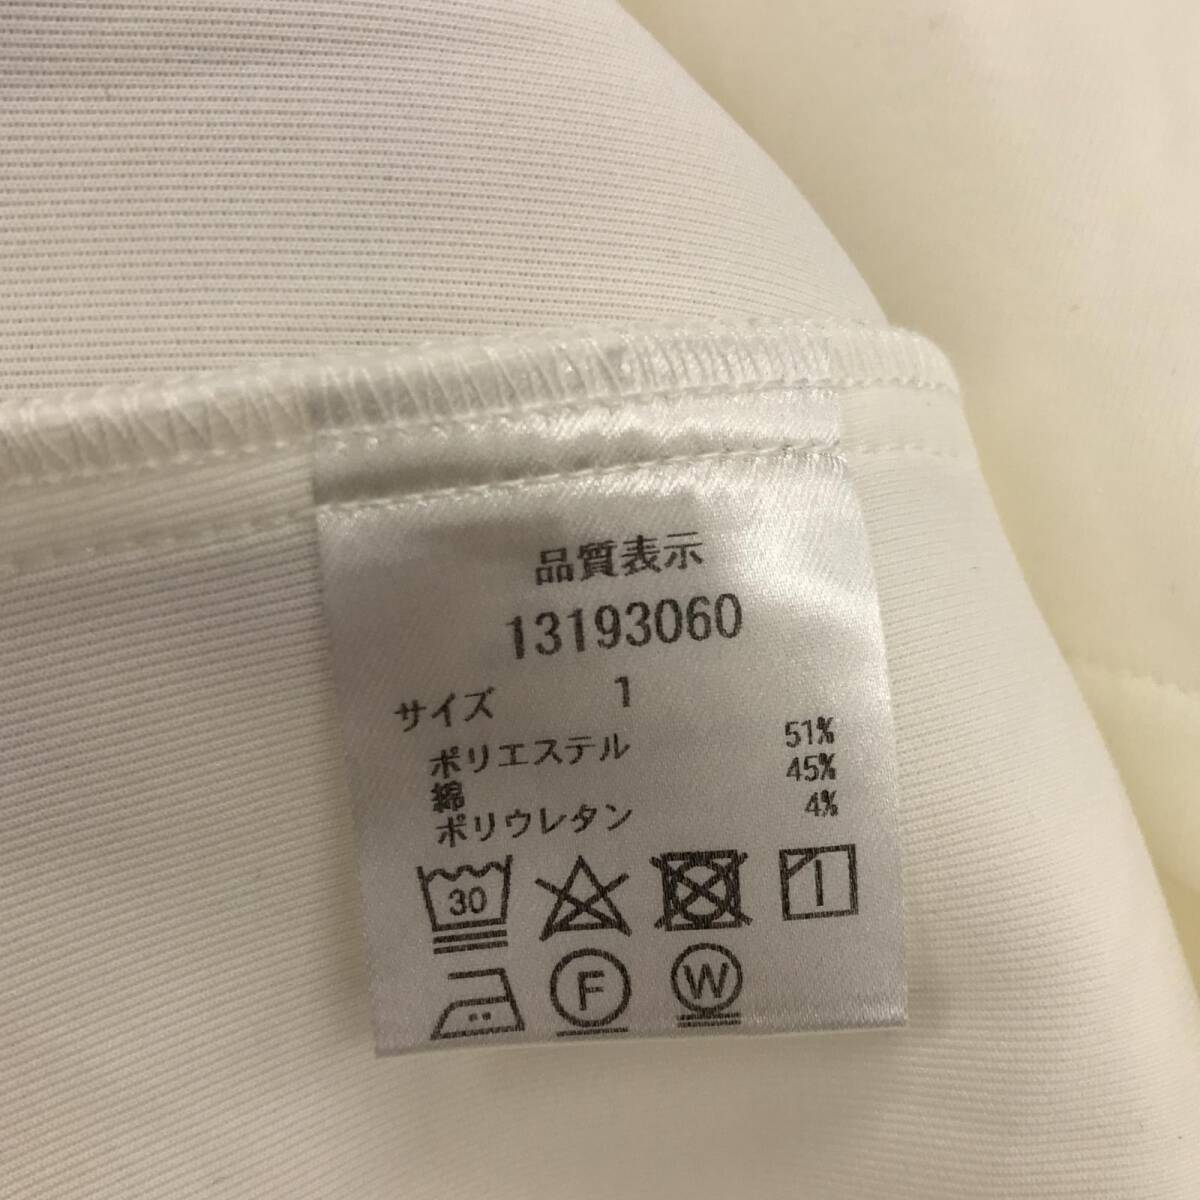 品質表示
13193060
サイズ 1
ポリエステル 51%
綿 45%
ポリウレタン 4%
30
F W